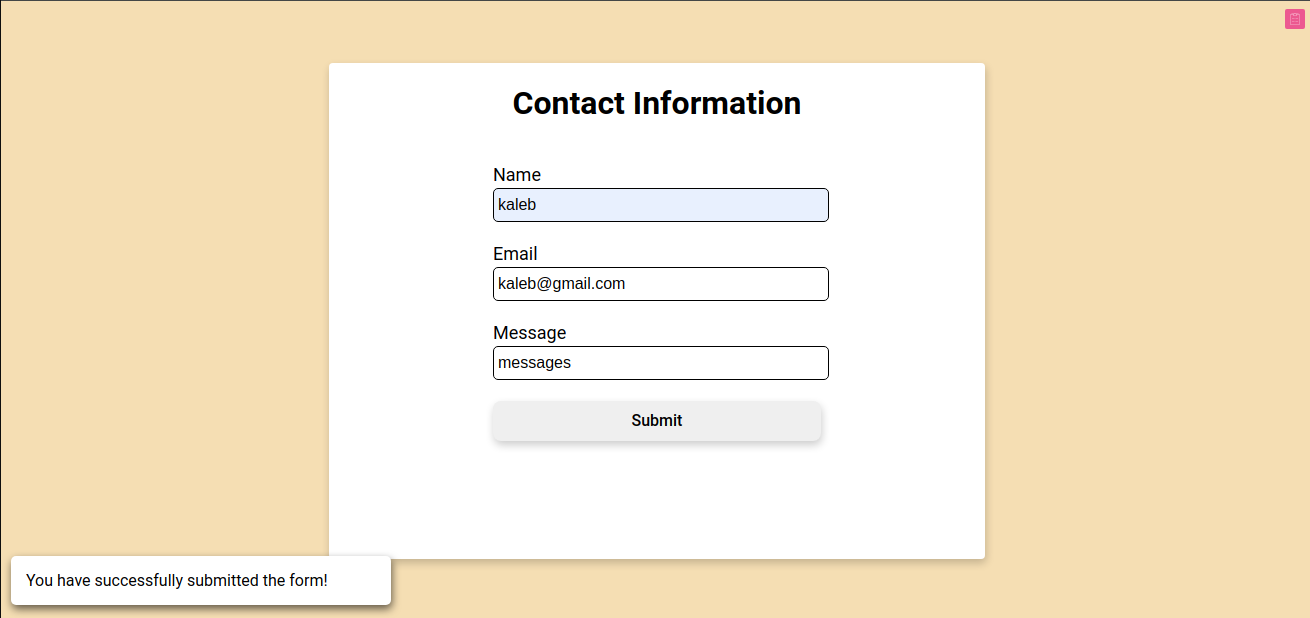 Contact Information
Name
kaleb
Email
kaleb@gmail.com
Message
messages
Submit
You have successfully submitted the form!